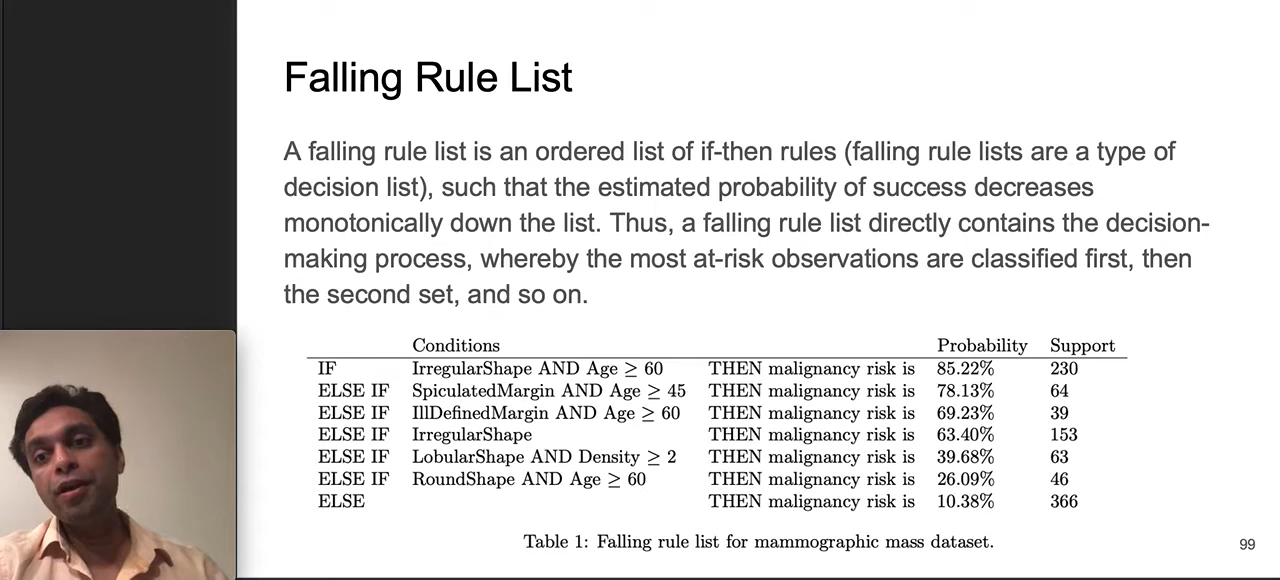 Falling Rule List
A falling rule list is an ordered list of if-then rules (falling rule lists are a type of
decision list), such that the estimated probability of success decreases
monotonically down the list. Thus, a falling rule list directly contains the decision-
making process, whereby the most at-risk observations are classified first, then
the second set, and so on.
Conditions Probability Support
IF IrregularShape AND Age ≥ 60 THEN malignancy risk is 85.22% 230
ELSE IF SpiculatedMargin AND Age ≥ 45 THEN malignancy risk is 78.13% 64
ELSE IF IllDefinedMargin AND Age ≥ 60 THEN malignancy risk is 69.23% 39
ELSE IF IrregularShape THEN malignancy risk is 63.40% 153
ELSE IF LobularShape AND Density ≥ 2 THEN malignancy risk is 39.68% 63
ELSE IF RoundShape AND Age ≥ 60 THEN malignancy risk is 26.09% 46
ELSE THEN malignancy risk is 10.38% 366
Table 1: Falling rule list for mammographic mass dataset.
99